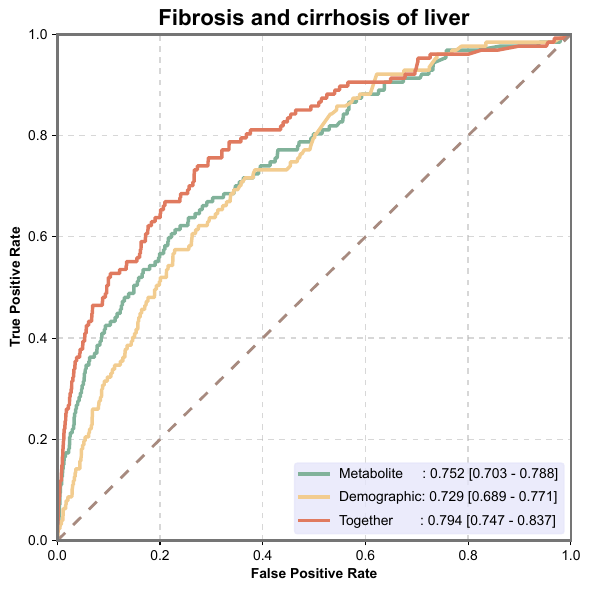 Fibrosis and cirrhosis of liver
True Positive Rate
1.0
0.8
0.6
0.4
0.2
0.0
Metabolite : 0.752 [0.703 - 0.788]
Demographic: 0.729 [0.689 - 0.771]
Together : 0.794 [0.747 - 0.837]
0.0 0.2 0.4 0.6 0.8 1.0
False Positive Rate